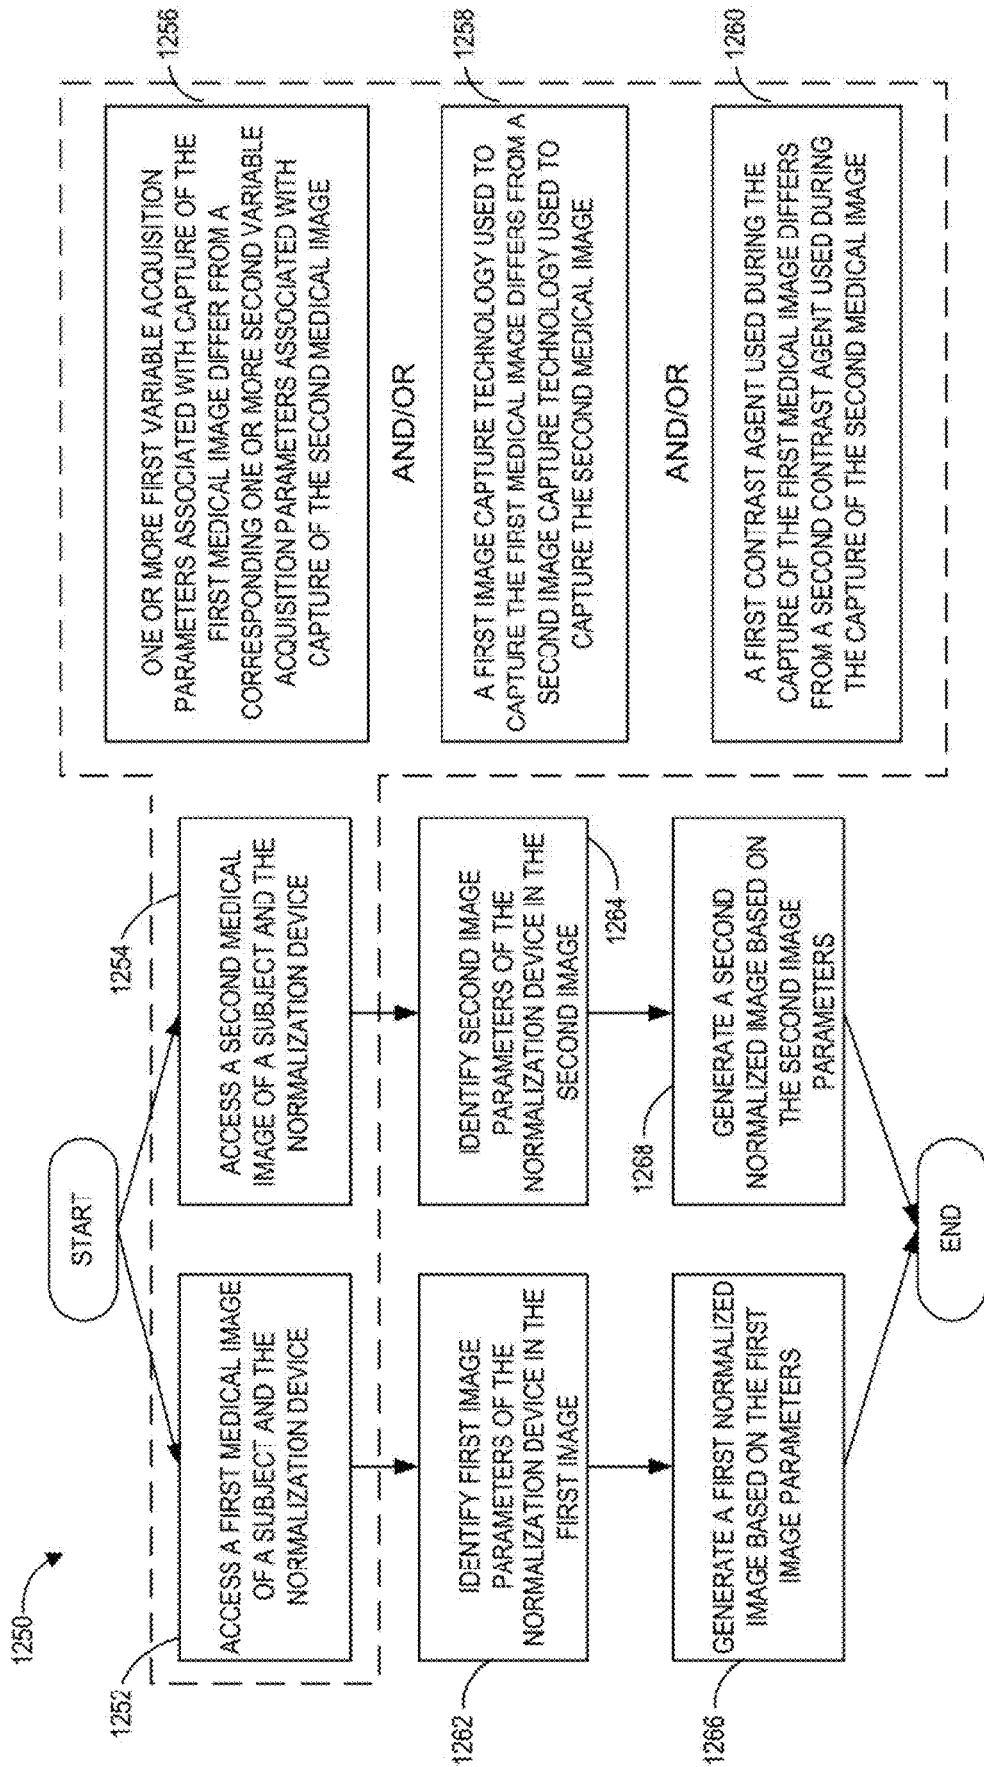 1250
START
1252
ACCESS A FIRST MEDICAL IMAGE
OF A SUBJECT AND THE
NORMALIZATION DEVICE
1254
ACCESS A SECOND MEDICAL
IMAGE OF A SUBJECT AND THE
NORMALIZATION DEVICE
1256
ONE OR MORE FIRST VARIABLE ACQUISITION
PARAMETERS ASSOCIATED WITH CAPTURE OF THE
FIRST MEDICAL IMAGE DIFFER FROM A
CORRESPONDING ONE OR MORE SECOND VARIABLE
ACQUISITION PARAMETERS ASSOCIATED WITH
CAPTURE OF THE SECOND MEDICAL IMAGE
AND/OR
1258
A FIRST IMAGE CAPTURE TECHNOLOGY USED TO
CAPTURE THE FIRST MEDICAL IMAGE DIFFERS FROM A
SECOND IMAGE CAPTURE TECHNOLOGY USED TO
CAPTURE THE SECOND MEDICAL IMAGE
AND/OR
1260
A FIRST CONTRAST AGENT USED DURING THE
CAPTURE OF THE FIRST MEDICAL IMAGE DIFFERS
FROM A SECOND CONTRAST AGENT USED DURING
THE CAPTURE OF THE SECOND MEDICAL IMAGE
1262
IDENTIFY FIRST IMAGE
PARAMETERS OF THE
NORMALIZATION DEVICE IN THE
FIRST IMAGE
IDENTIFY SECOND IMAGE
PARAMETERS OF THE
NORMALIZATION DEVICE IN THE
SECOND IMAGE
1264
1266
GENERATE A FIRST NORMALIZED
IMAGE BASED ON THE FIRST
IMAGE PARAMETERS
1268
GENERATE A SECOND
NORMALIZED IMAGE BASED ON
THE SECOND IMAGE
PARAMETERS
END